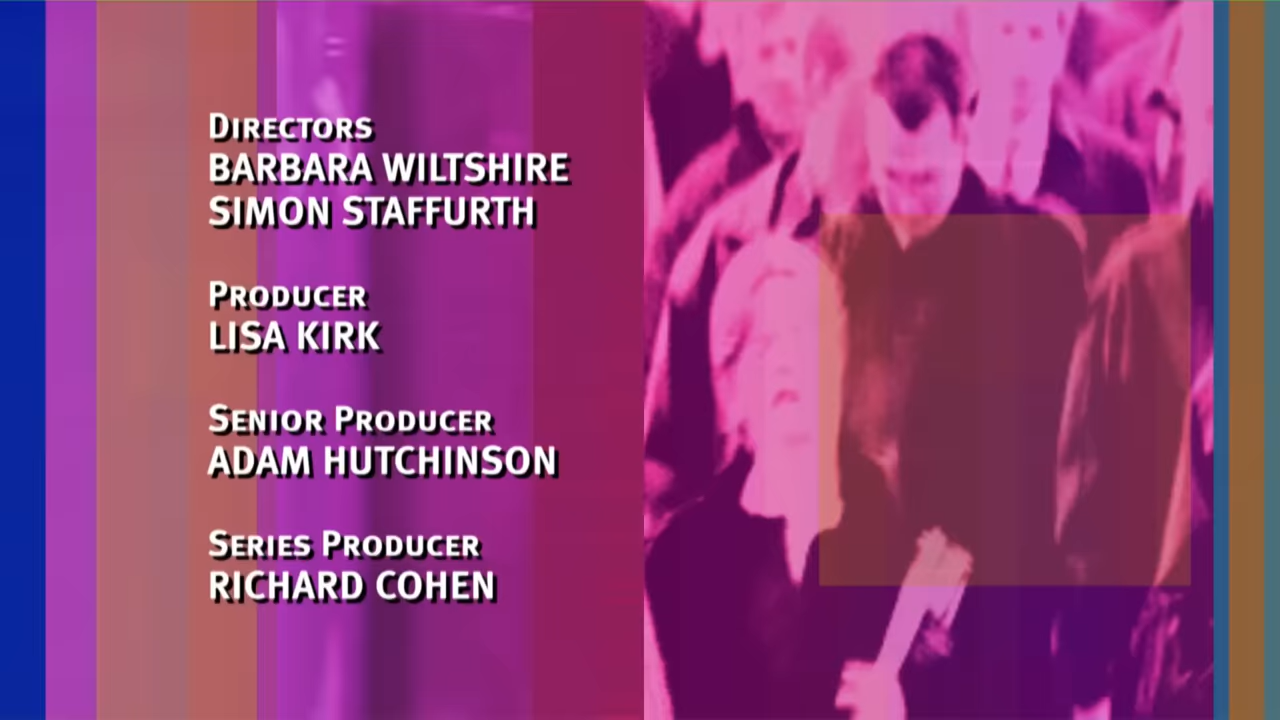 Directors
BARBARA WILTSHIRE
SIMON STAFFURTH
Producer
LISA KIRK
Senior Producer
ADAM HUTCHINSON
Series Producer
RICHARD COHEN